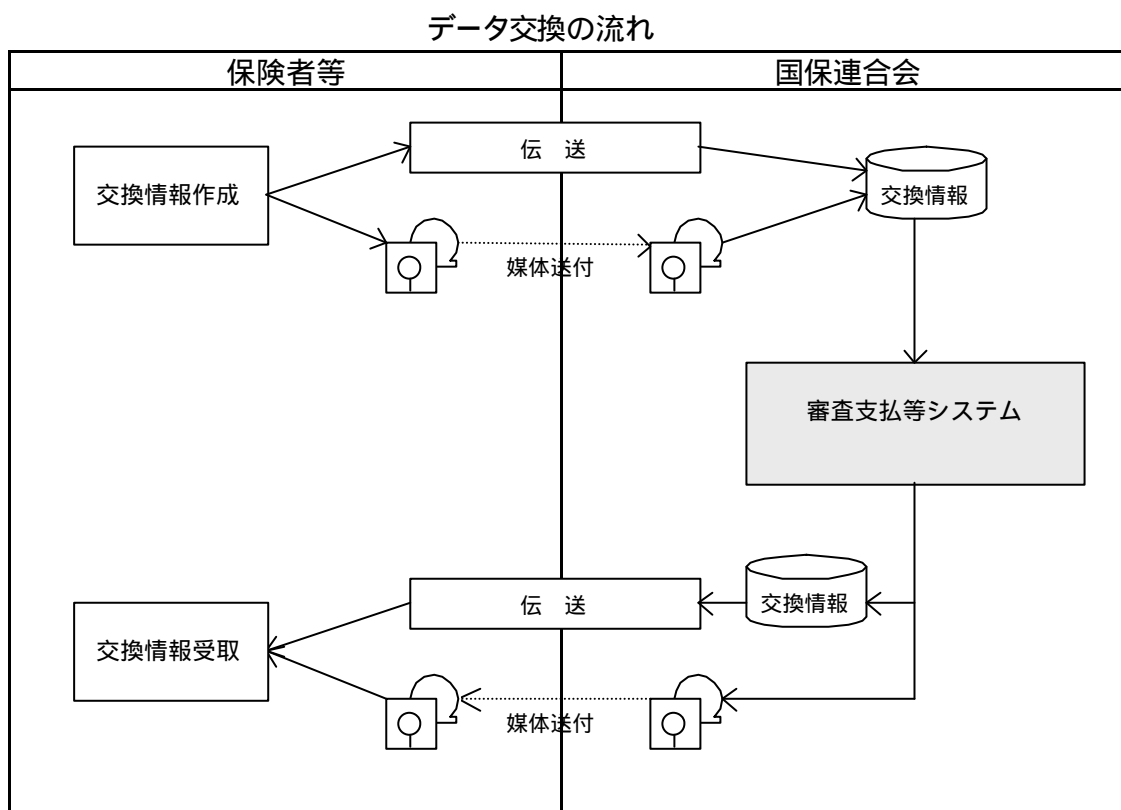 データ交換の流れ
保険者等
国保連合会
伝 送
交換情報作成
交換情報
媒体送付
審査支払等システム
伝 送
交換情報
交換情報受取
媒体送付